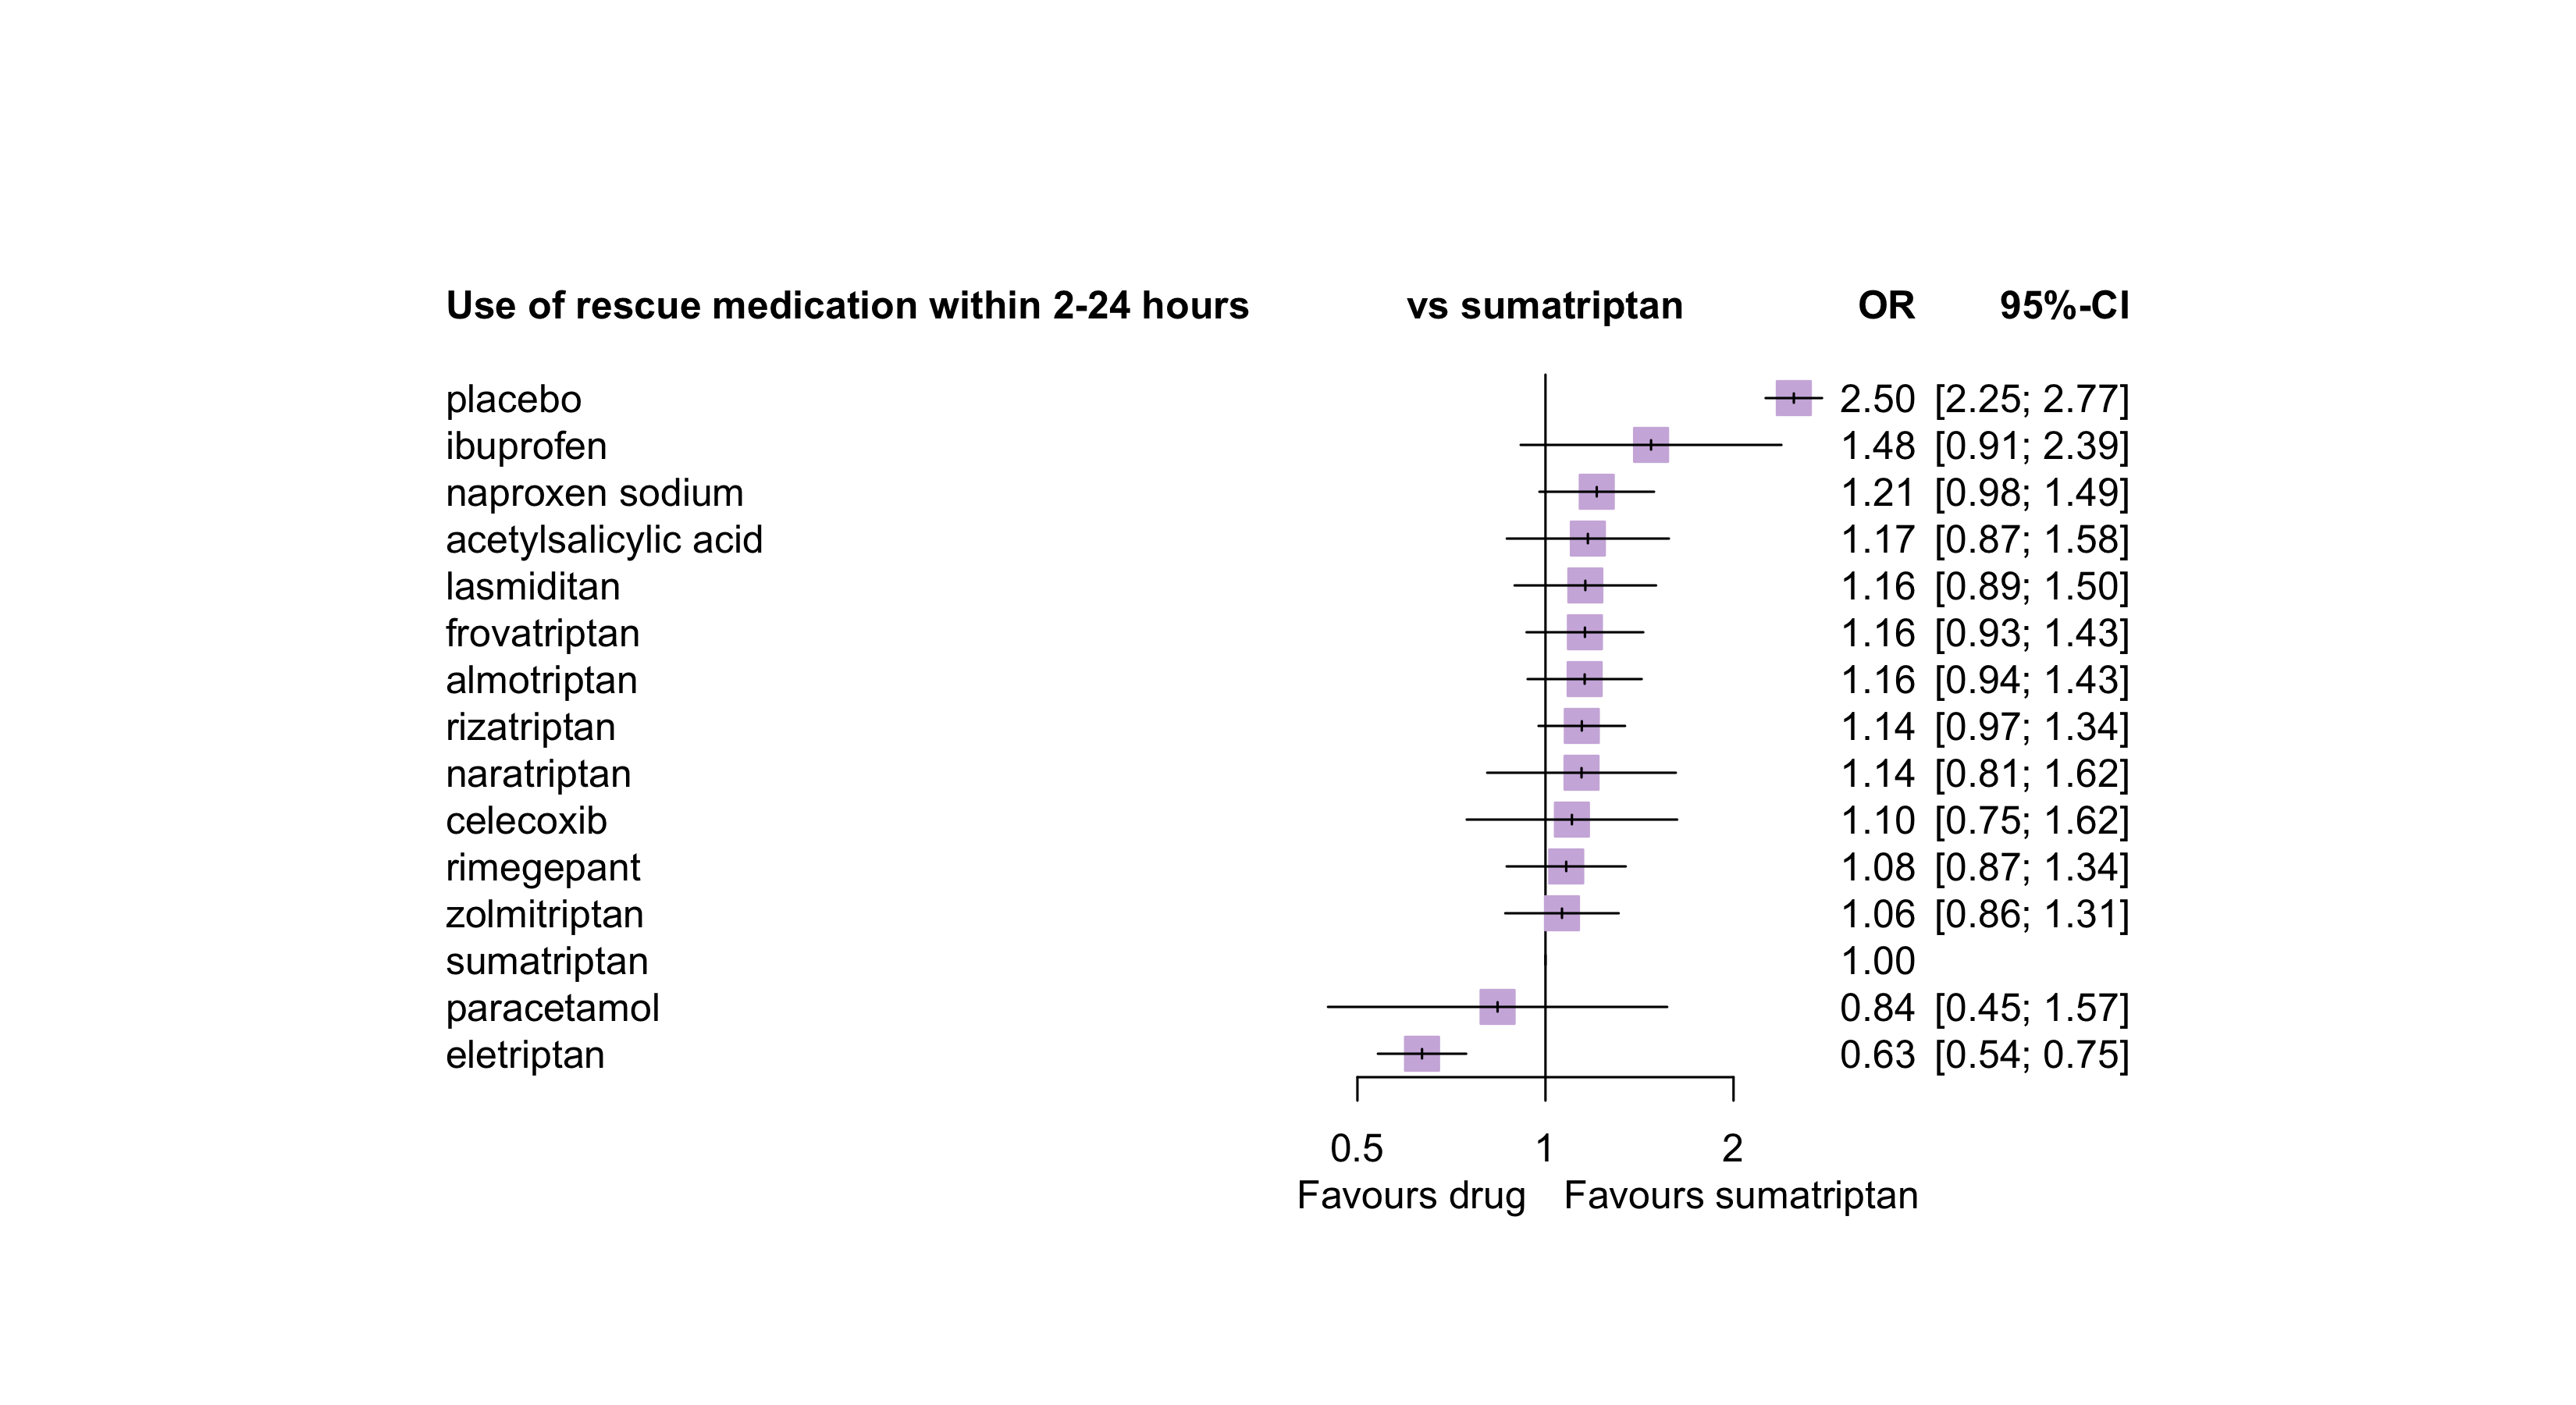 Use of rescue medication within 2-24 hours vs sumatriptan OR 95%-CI
placebo 2.50 [2.25; 2.77]
ibuprofen 1.48 [0.91; 2.39]
naproxen sodium 1.21 [0.98; 1.49]
acetylsalicylic acid 1.17 [0.87; 1.58]
lasmiditan 1.16 [0.89; 1.50]
frovatriptan 1.16 [0.93; 1.43]
almotriptan 1.16 [0.94; 1.43]
rizatriptan 1.14 [0.97; 1.34]
naratriptan 1.14 [0.81; 1.62]
celecoxib 1.10 [0.75; 1.62]
rimegepant 1.08 [0.87; 1.34]
zolmitriptan 1.06 [0.86; 1.31]
sumatriptan 1.00
paracetamol 0.84 [0.45; 1.57]
eletriptan 0.63 [0.54; 0.75]
0.5 1 2
Favours drug Favours sumatriptan